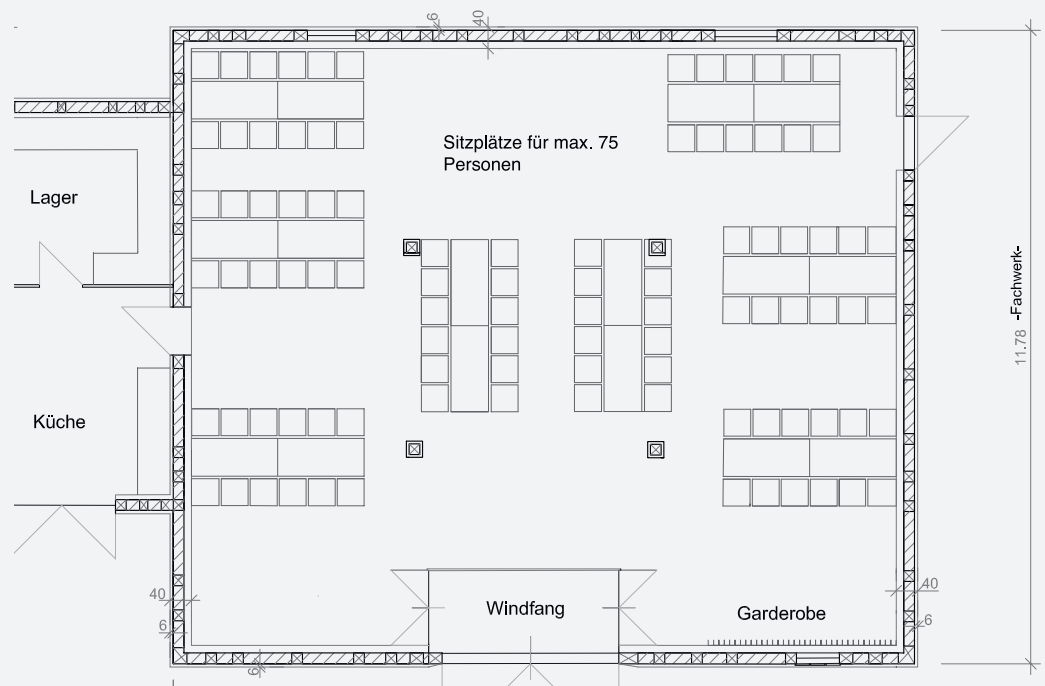 6
40
Sitzplätze für max. 75
Personen
Lager
11.78 -Fachwerk-
Küche
40
6
6
Windfang
Garderobe
40
6